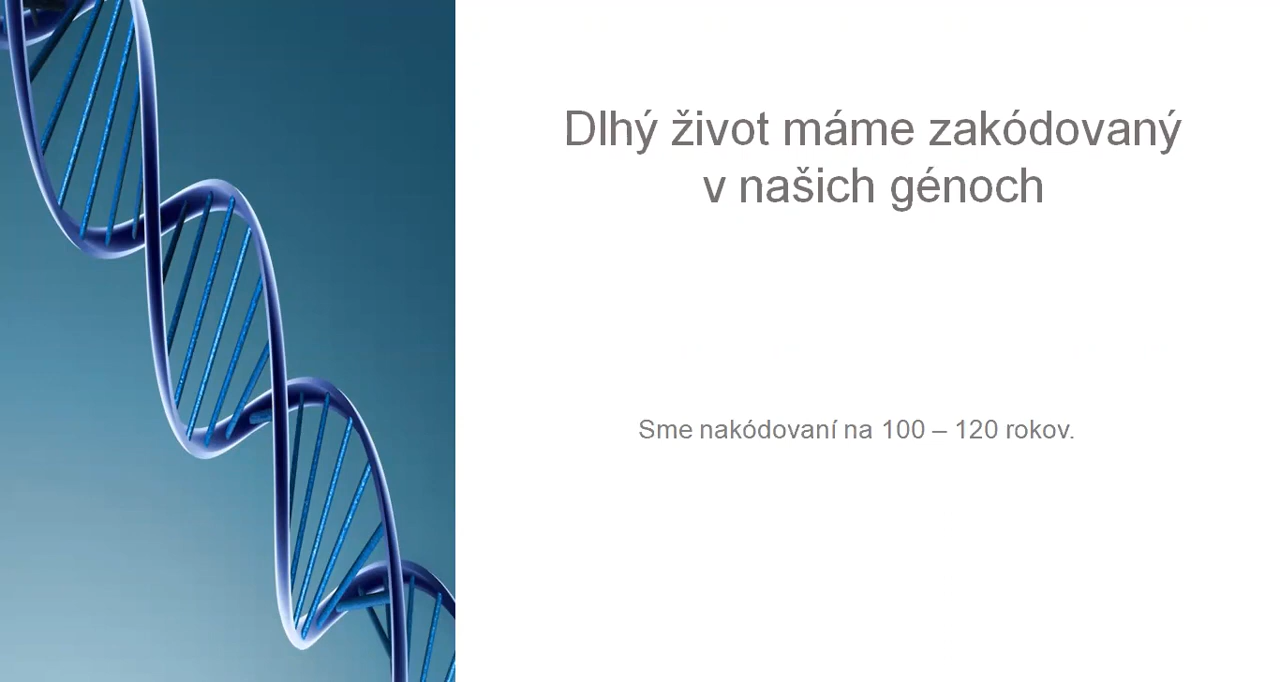 Dlhý život máme zakódovaný
v našich génoch
Sme nakódovaní na 100 – 120 rokov.